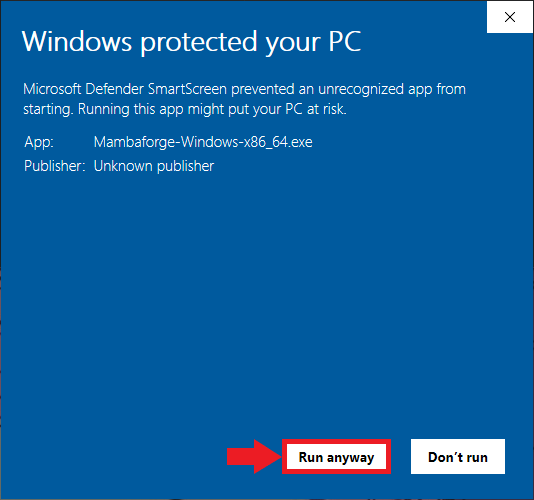 Windows protected your PC
Microsoft Defender SmartScreen prevented an unrecognized app from
starting. Running this app might put your PC at risk.
App: Mambaforge-Windows-x86_64.exe
Publisher: Unknown publisher
Run anyway Don't run